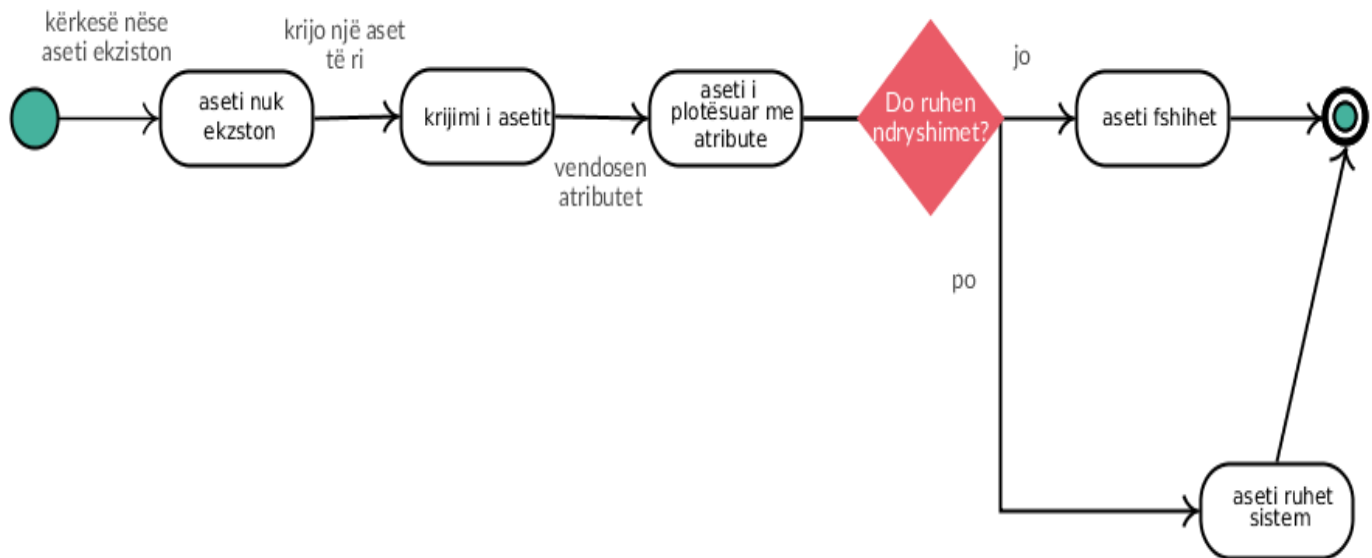 kërkesë nëse
aseti ekziston
aseti nuk
ekzston
krijo një aset
të ri
krijimi i asetit
vendosen
atributet
aseti i
plotësuar me
atribute
Do ruhen
ndryshimet?
jo
aseti fshihet
po
aseti ruhet
sistem